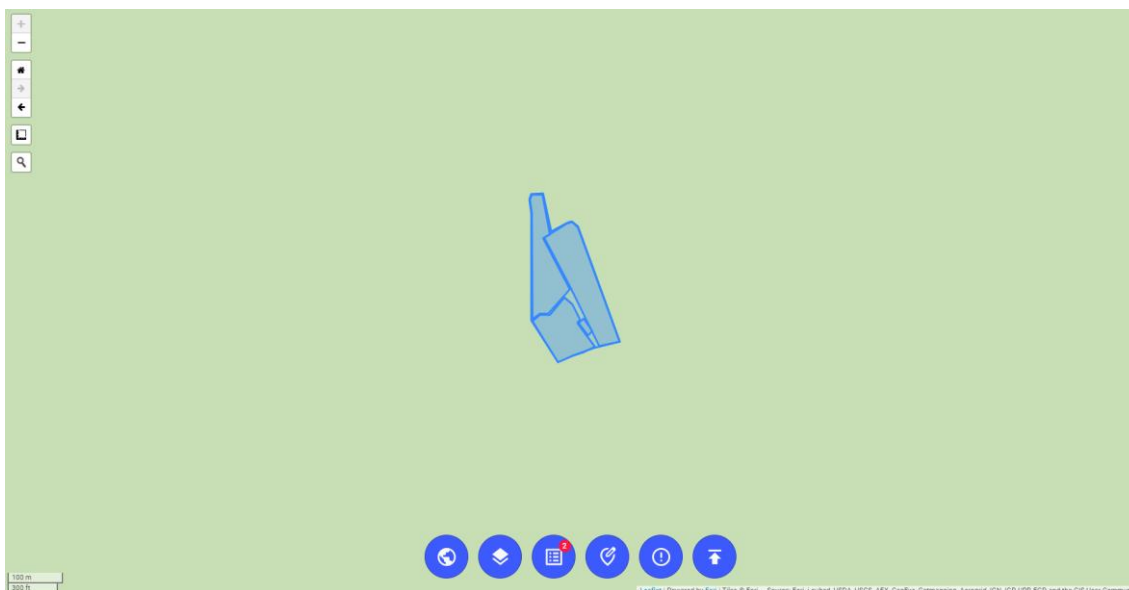 +
−
2
100 m
300 ft
Leaflet | Powered by Esri | Tiles © Esri — Source: Esri, i-cubed, USDA, USGS, AEX, GeoEye, Getmapping, Aerogrid, IGN, IGP, UPR-EGP, and the GIS User Commun